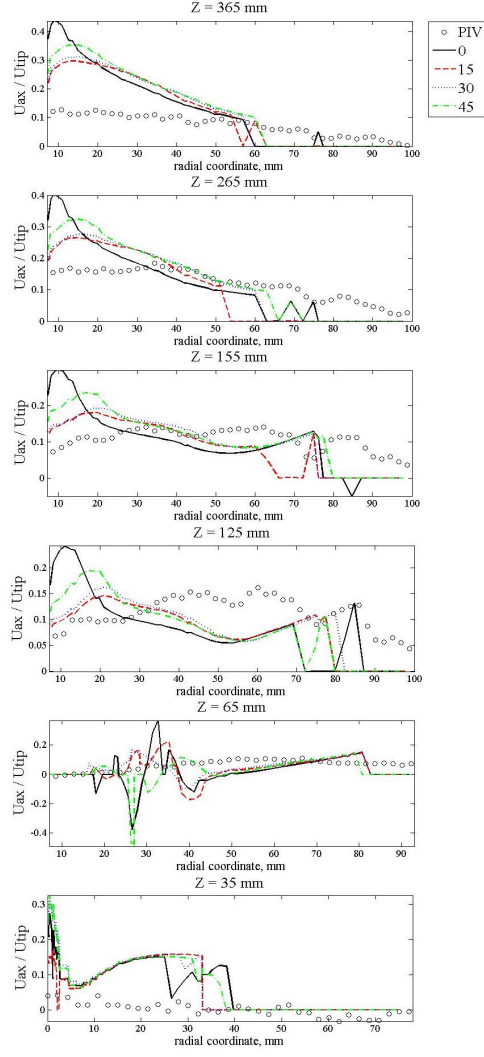 Z = 365 mm
PIV
0
15
30
45
Uax / Utip
0.4
0.3
0.2
0.1
0
10 20 30 40 50 60 70 80 90 100
radial coordinate, mm
Z = 265 mm
Uax / Utip
0.4
0.3
0.2
0.1
0
10 20 30 40 50 60 70 80 90 100
radial coordinate, mm
Z = 155 mm
Uax / Utip
0.2
0.1
0
10 20 30 40 50 60 70 80 90 100
radial coordinate, mm
Z = 125 mm
Uax / Utip
0.2
0.15
0.1
0.05
0
10 20 30 40 50 60 70 80 90 100
radial coordinate, mm
Z = 65 mm
Uax / Utip
0.2
0
-0.2
-0.4
10 20 30 40 50 60 70 80 90
radial coordinate, mm
Z = 35 mm
Uax / Utip
0.3
0.2
0.1
0
0 10 20 30 40 50 60 70
radial coordinate, mm